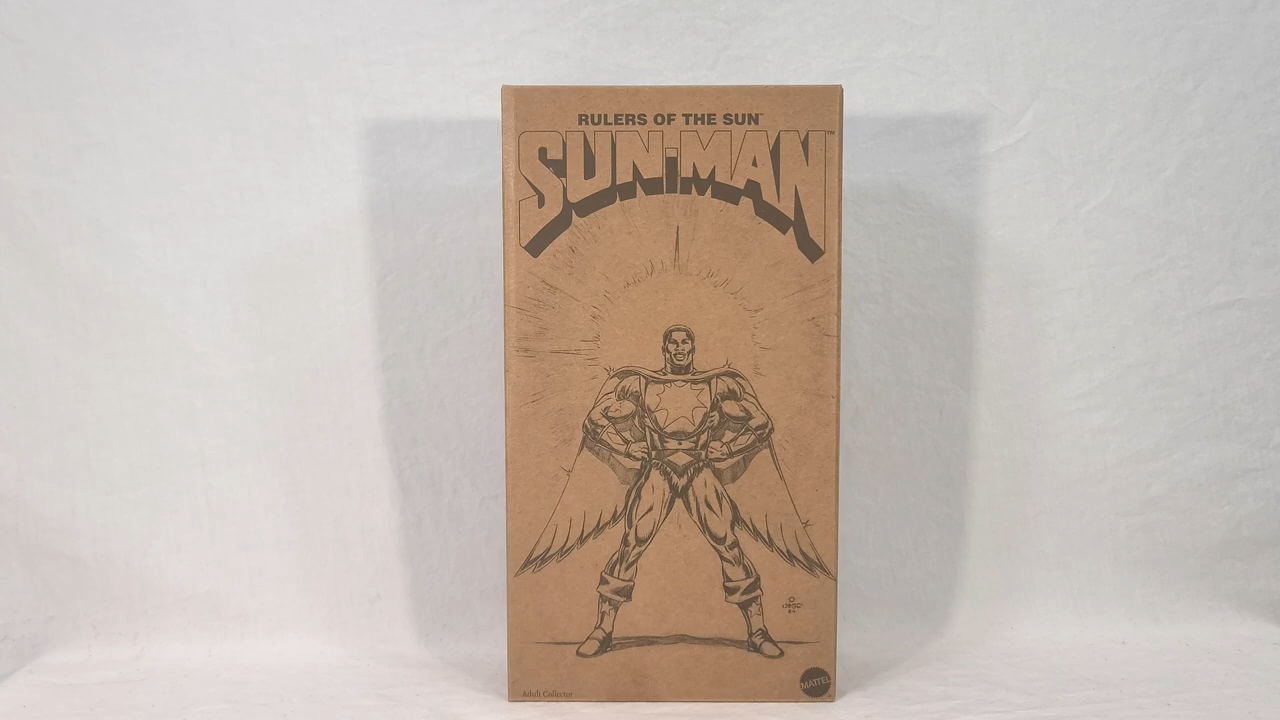 RULERS OF THE SUN™
SUN-MAN™
Adult Collector
MATTEL